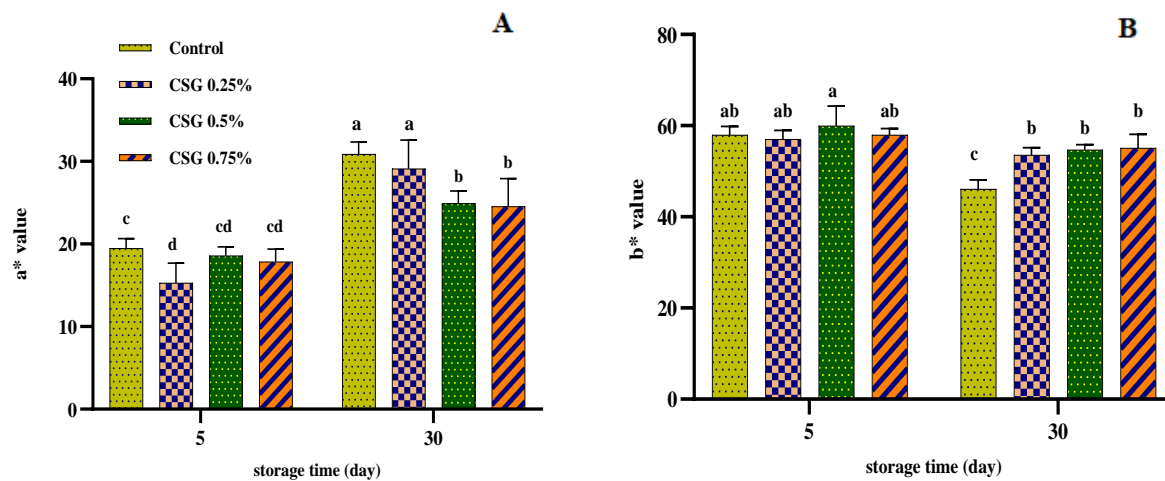 A
Control
CSG 0.25%
CSG 0.5%
CSG 0.75%
a* value
40
30
20
10
0
c
d
cd
cd
a
a
b
b
5
30
storage time (day)
B
b* value
80
60
40
20
0
ab
ab
a
ab
c
b
b
b
5
30
storage time (day)